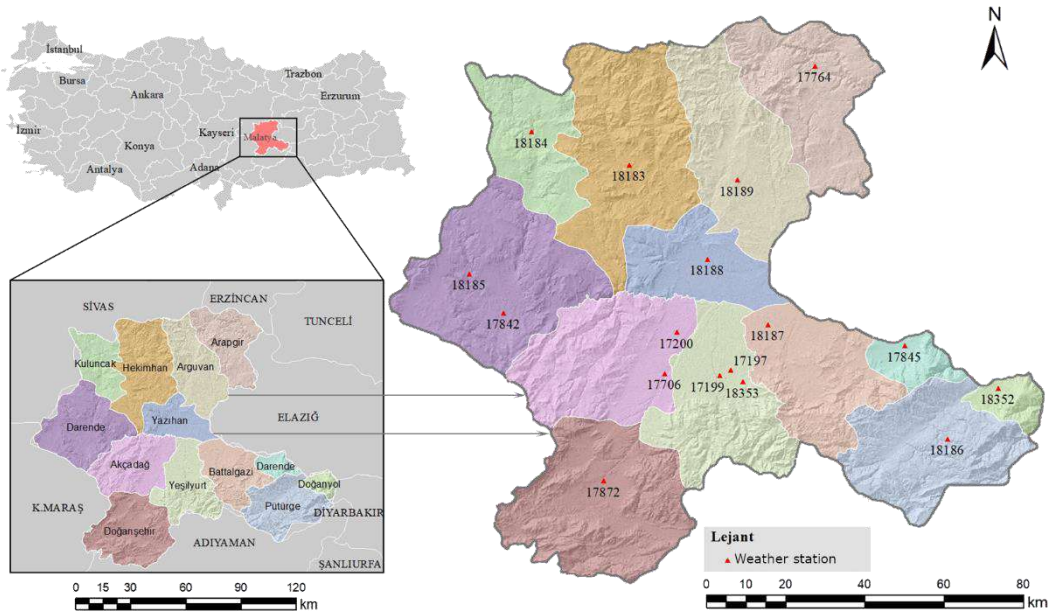 İstanbul
Bursa
Ankara
Trabzon
Erzurum
İzmir
Konya
Kayseri
Malatya
Antalya
Adana
SİVAS
ERZİNCAN
TUNCELİ
Arapgir
Kuluncak
Hekimhan
Arguvan
Darende
Yazıhan
ELAZIĞ
Akçadağ
Yeşilyurt
Battalgazi
Darende
Doğanyol
Pütürge
K.MARAŞ
DİYARBAKIR
Doğanşehir
ADIYAMAN
ŞANLIURFA
0 15 30 60 90 120
km
N
17764
18184
18183
18189
18188
18185
17842
17200
18187
17197
17845
17706
17199
18353
18352
18186
17872
Lejant
Weather station
0 10 20 40 60 80
km